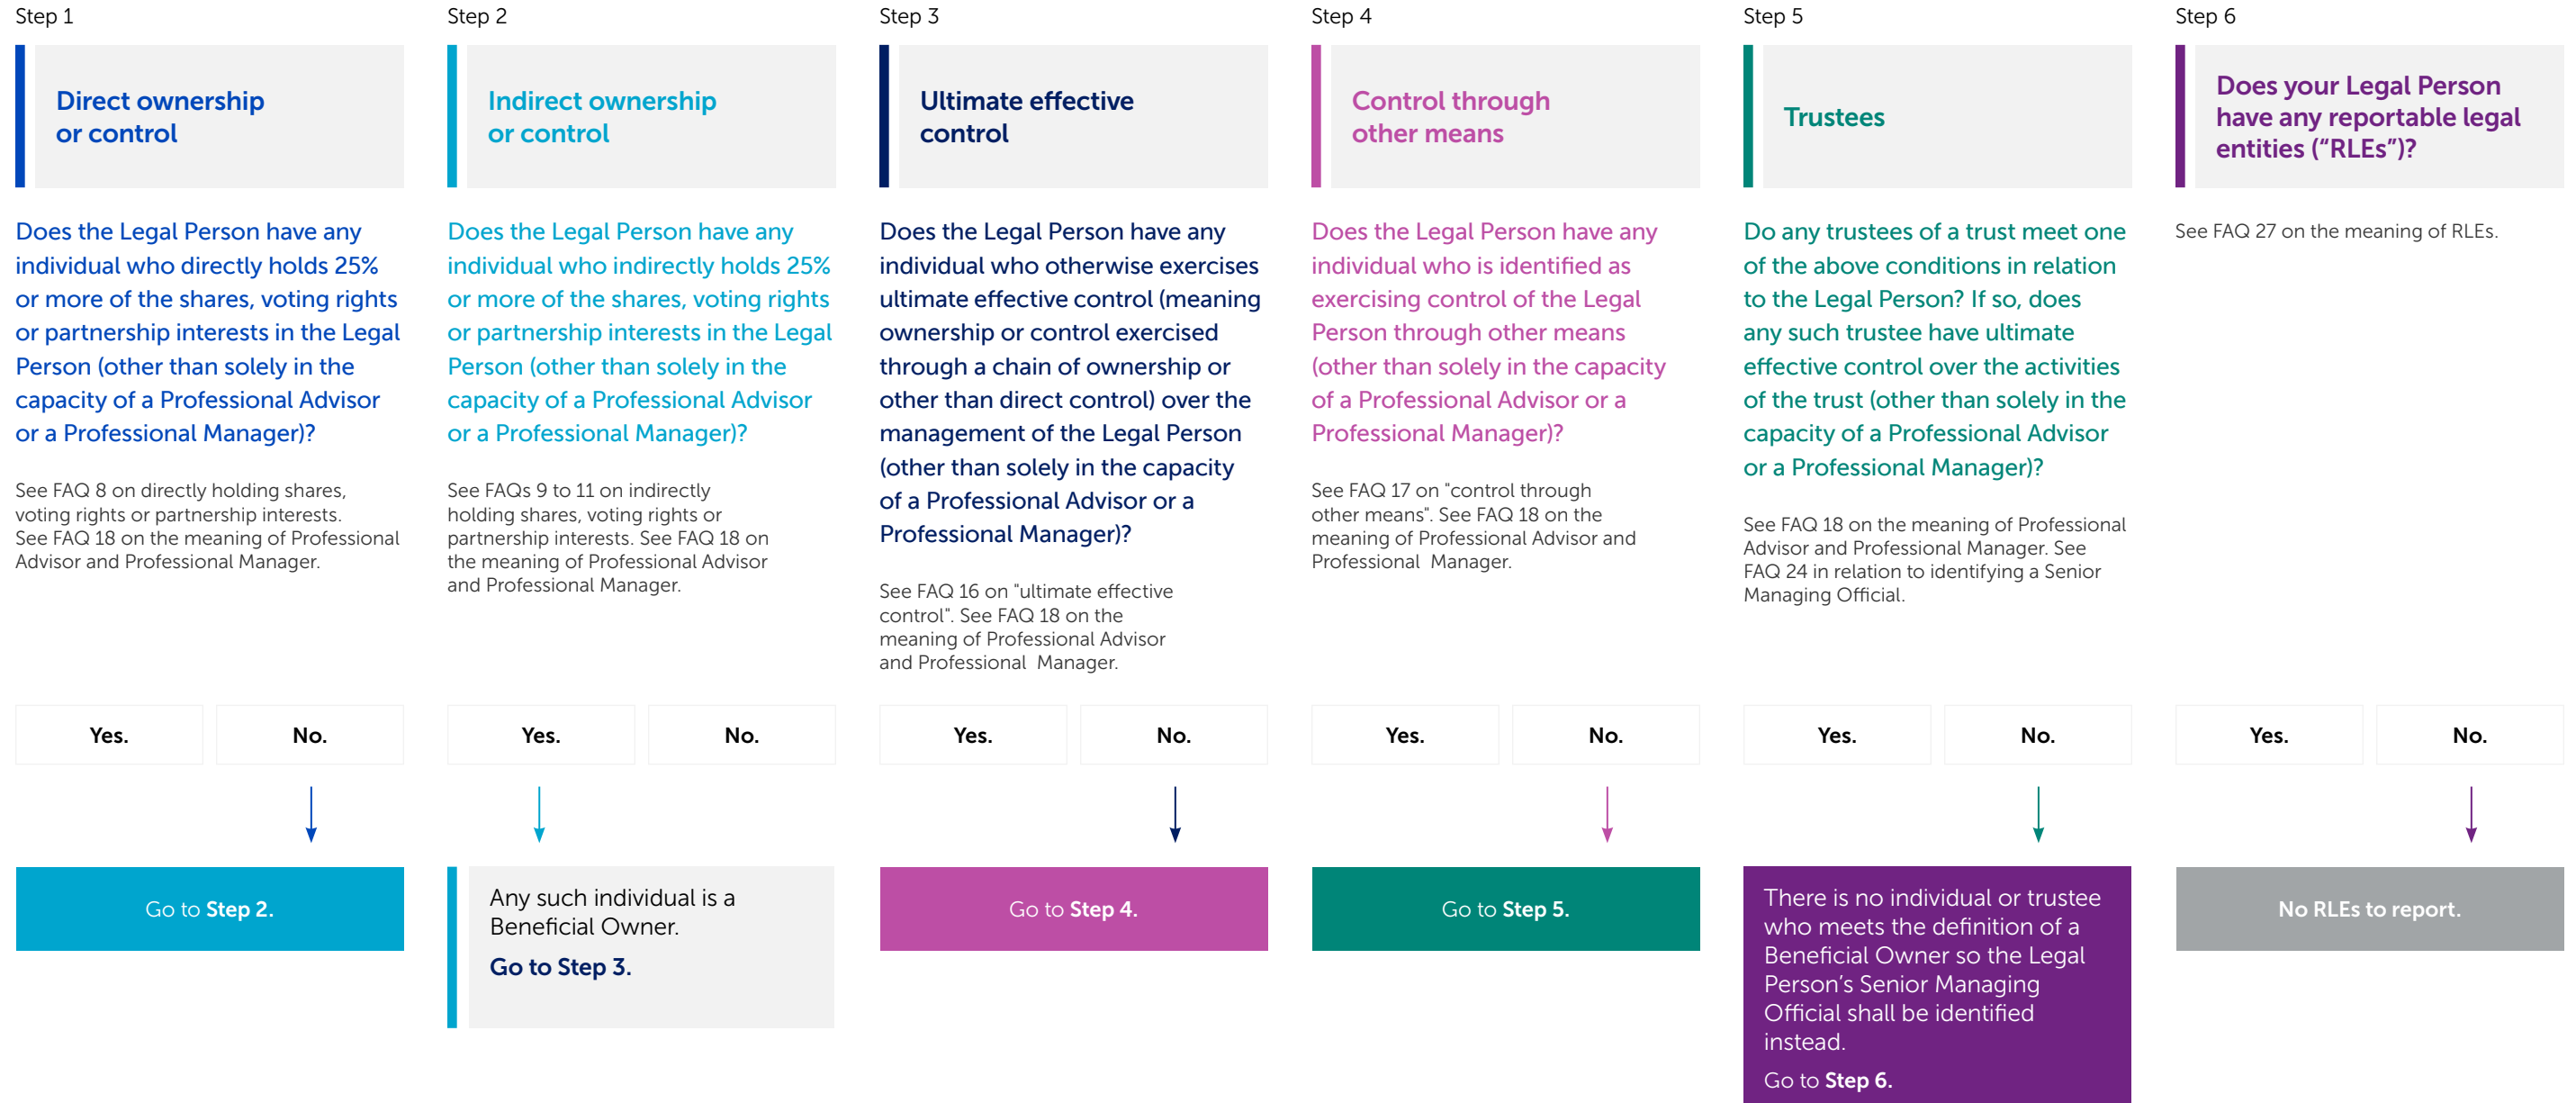 Step 1
Direct ownership
or control
Does the Legal Person have any
individual who directly holds 25%
or more of the shares, voting rights
or partnership interests in the Legal
Person (other than solely in the
capacity of a Professional Advisor
or a Professional Manager)?
See FAQ 8 on directly holding shares,
voting rights or partnership interests.
See FAQ 18 on the meaning of Professional
Advisor and Professional Manager.
Yes.
No.
Go to Step 2.
Step 2
Indirect ownership
or control
Does the Legal Person have any
individual who indirectly holds 25%
or more of the shares, voting rights
or partnership interests in the Legal
Person (other than solely in the
capacity of a Professional Advisor
or a Professional Manager)?
See FAQs 9 to 11 on indirectly
holding shares, voting rights or
partnership interests. See FAQ 18 on
the meaning of Professional Advisor
and Professional Manager.
Yes.
No.
Any such individual is a
Beneficial Owner.
Go to Step 3.
Step 3
Ultimate effective
control
Does the Legal Person have any
individual who otherwise exercises
ultimate effective control (meaning
ownership or control exercised
through a chain of ownership or
other than direct control) over the
management of the Legal Person
(other than solely in the capacity
of a Professional Advisor or a
Professional Manager)?
See FAQ 16 on "ultimate effective
control". See FAQ 18 on the
meaning of Professional Advisor
and Professional Manager.
Yes.
No.
Go to Step 4.
Step 4
Control through
other means
Does the Legal Person have any
individual who is identified as
exercising control of the Legal
Person through other means
(other than solely in the capacity
of a Professional Advisor or a
Professional Manager)?
See FAQ 17 on "control through
other means". See FAQ 18 on the
meaning of Professional Advisor and
Professional Manager.
Yes.
No.
Go to Step 5.
Step 5
Trustees
Do any trustees of a trust meet one
of the above conditions in relation
to the Legal Person? If so, does
any such trustee have ultimate
effective control over the activities
of the trust (other than solely in the
capacity of a Professional Advisor
or a Professional Manager)?
See FAQ 18 on the meaning of Professional
Advisor and Professional Manager. See
FAQ 24 in relation to identifying a Senior
Managing Official.
Yes.
No.
There is no individual or trustee
who meets the definition of a
Beneficial Owner so the Legal
Person’s Senior Managing
Official shall be identified
instead.
Go to Step 6.
Step 6
Does your Legal Person
have any reportable legal
entities (“RLEs”)?
See FAQ 27 on the meaning of RLEs.
Yes.
No.
No RLEs to report.